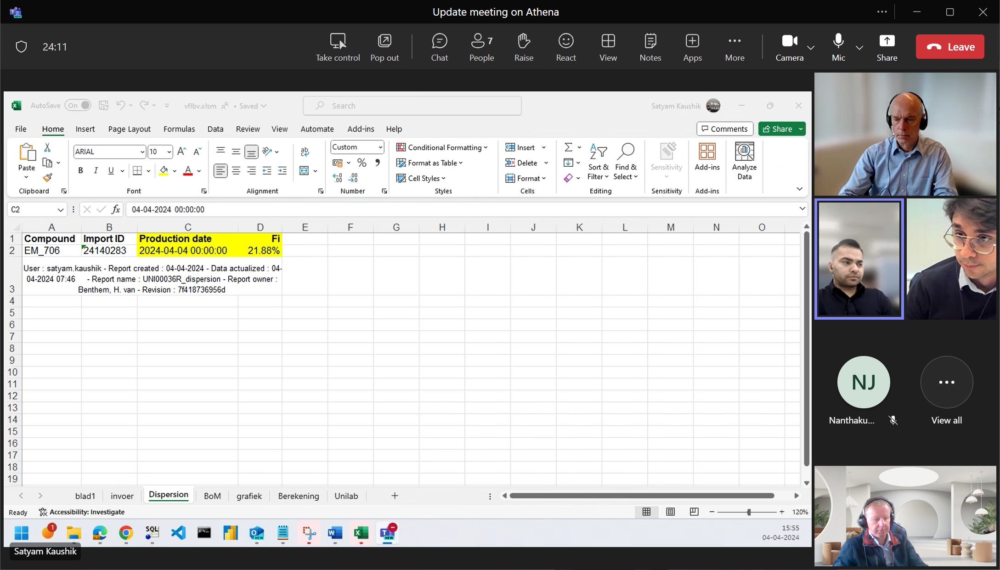 Update meeting on Athena
24:11
Take control
Pop out
Chat
People 7
Raise
React
View
Notes
Apps
More
Camera
Mic
Share
Leave
AutoSave On
vflbv.xlsm • Saved
Search
Satyam Kaushik
File Home Insert Page Layout Formulas Data Review View Automate Add-ins Help
Comments Share
Paste
Clipboard
ARIAL 10
B I U
Font
ab
Alignment
Custom
% 9
.00
Number
Conditional Formatting
Format as Table
Cell Styles
Styles
Insert
Delete
Format
Cells
Sort & Filter
Find & Select
Editing
Sensitivity
Sensitivity
Add-ins
Add-ins
Analyze Data
C2 fx 04-04-2024 00:00:00
A B C D E F G H I J K L M N O
1 Compound Import ID Production date Fi
2 EM_706 24140283 2024-04-04 00:00:00 21.88%
User : satyam.kaushik - Report created : 04-04-2024 - Data actualized : 04-
04-2024 07:46 - Report name : UNI00036R_dispersion - Report owner :
3 Benthem, H. van - Revision : 7f418736956d
4
5
6
7
8
9
10
11
12
13
14
15
16
17
18
19
blad1 invoer Dispersion BoM grafiek Berekening Unilab +
Ready Accessibility: Investigate
120%
1
SQL
NEW
NEW
15:55
04-04-2024
Satyam Kaushik
NJ
Nanthaku...
View all